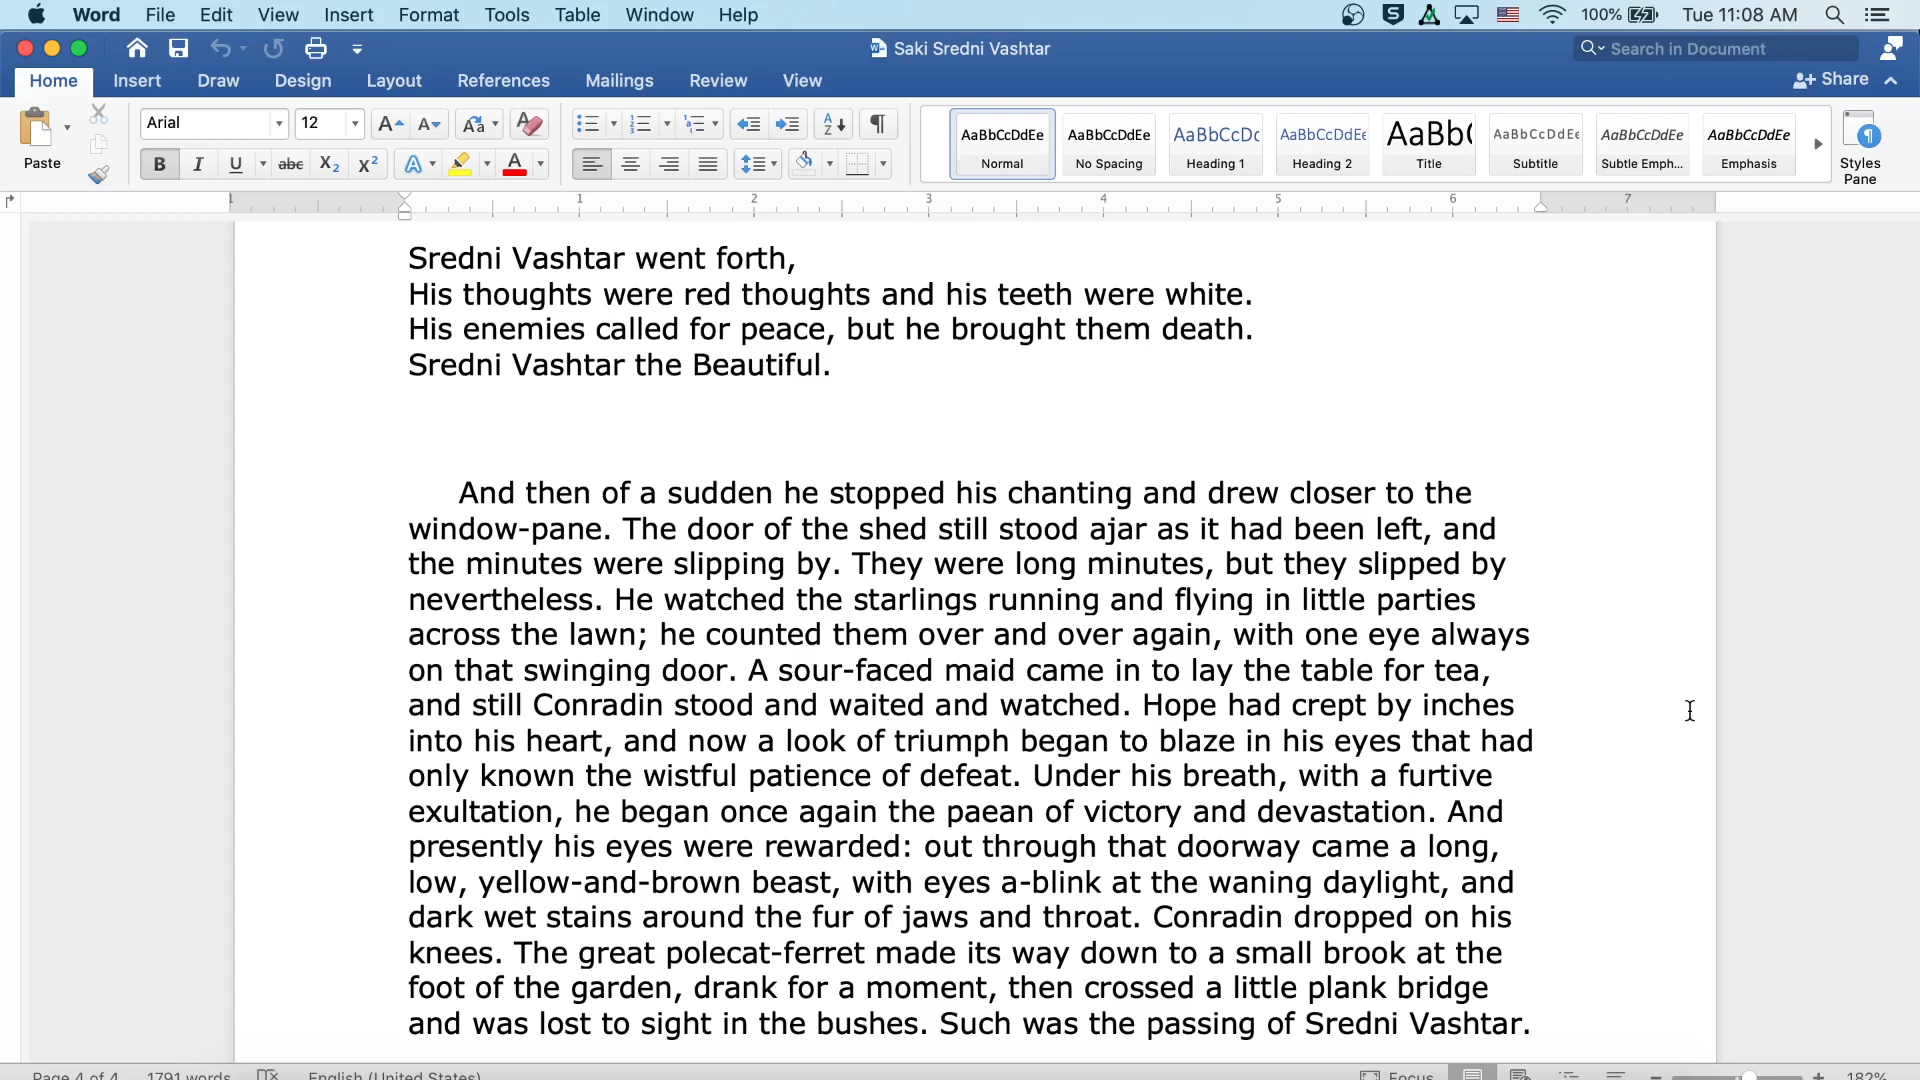 Word File Edit View Insert Format Tools Table Window Help 100% Tue 11:08 AM
Saki Sredni Vashtar Search in Document
Home Insert Draw Design Layout References Mailings Review View Share
Paste Arial 12
AaBbCcDdEe AaBbCcDdEe AaBbCcDc AaBbCcDdEe AaBb( AaBbCcDdEe AaBbCcDdEe AaBbCcDdEe
Normal No Spacing Heading 1 Heading 2 Title Subtitle Subtle Emph... Emphasis Styles Pane
B I U abc X₂ X² A A
1 1 2 3 4 5 6 7
Sredni Vashtar went forth,
His thoughts were red thoughts and his teeth were white.
His enemies called for peace, but he brought them death.
Sredni Vashtar the Beautiful.
And then of a sudden he stopped his chanting and drew closer to the
window-pane. The door of the shed still stood ajar as it had been left, and
the minutes were slipping by. They were long minutes, but they slipped by
nevertheless. He watched the starlings running and flying in little parties
across the lawn; he counted them over and over again, with one eye always
on that swinging door. A sour-faced maid came in to lay the table for tea,
and still Conradin stood and waited and watched. Hope had crept by inches
into his heart, and now a look of triumph began to blaze in his eyes that had
only known the wistful patience of defeat. Under his breath, with a furtive
exultation, he began once again the paean of victory and devastation. And
presently his eyes were rewarded: out through that doorway came a long,
low, yellow-and-brown beast, with eyes a-blink at the waning daylight, and
dark wet stains around the fur of jaws and throat. Conradin dropped on his
knees. The great polecat-ferret made its way down to a small brook at the
foot of the garden, drank for a moment, then crossed a little plank bridge
and was lost to sight in the bushes. Such was the passing of Sredni Vashtar.
Page 4 of 4 1791 words English (United States) Focus 182%